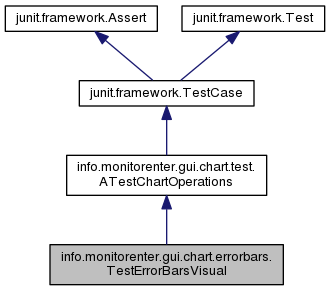 junit.framework.Assert
junit.framework.Test
junit.framework.TestCase
info.monitorenter.gui.chart.test.
ATestChartOperations
info.monitorenter.gui.chart.errorbars.
TestErrorBarsVisual